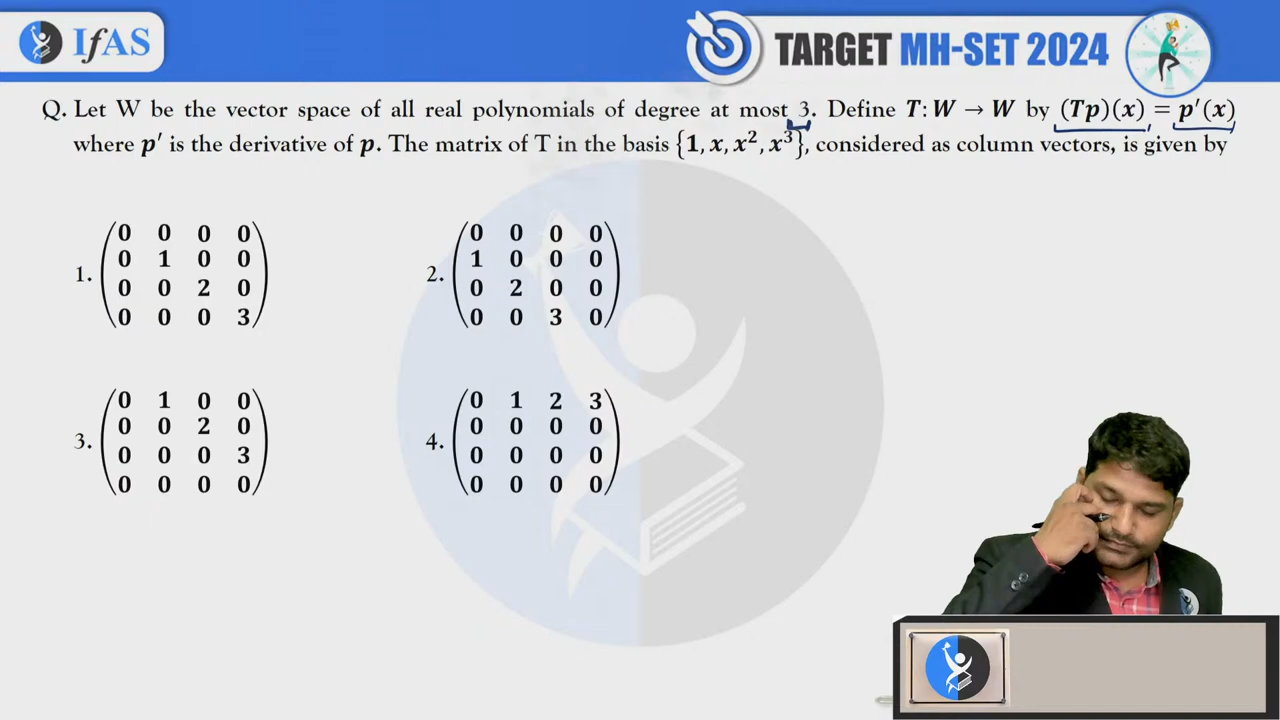 IfAS
TARGET MH-SET 2024
Q. Let W be the vector space of all real polynomials of degree at most 3. Define T: W → W by (Tp)(x) = p′(x)
where p′ is the derivative of p. The matrix of T in the basis {1, x, x², x³}, considered as column vectors, is given by
1.
0 0 0 0
0 1 0 0
0 0 2 0
0 0 0 3
2.
0 0 0 0
1 0 0 0
0 2 0 0
0 0 3 0
3.
0 1 0 0
0 0 2 0
0 0 0 3
0 0 0 0
4.
0 1 2 3
0 0 0 0
0 0 0 0
0 0 0 0